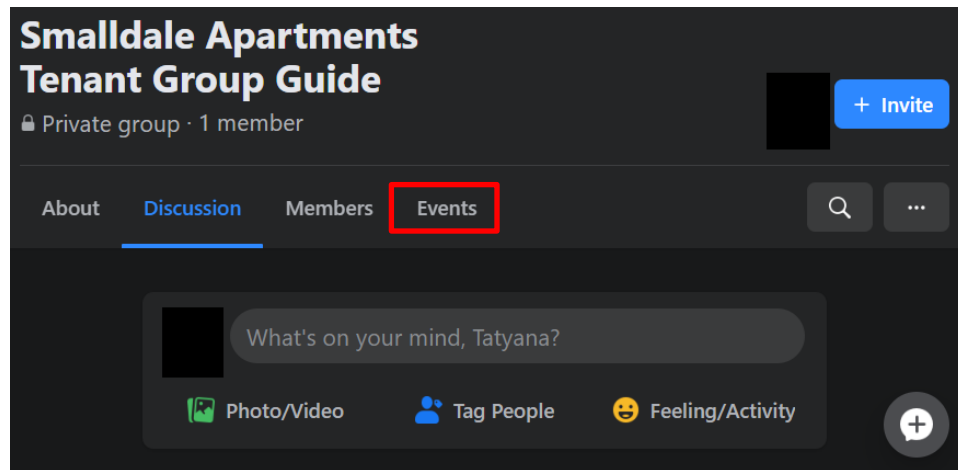 Smalldale Apartments
Tenant Group Guide
Private group · 1 member
+ Invite
About Discussion Members Events
What's on your mind, Tatyana?
Photo/Video Tag People Feeling/Activity